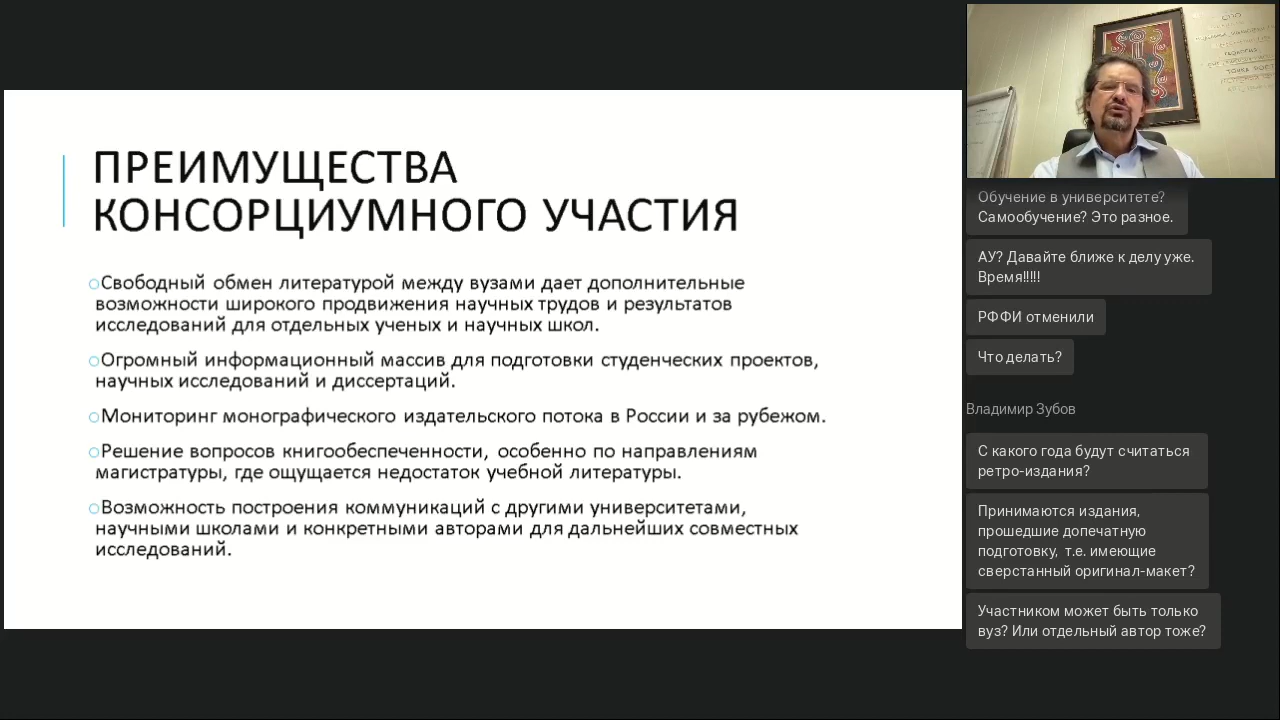 ПРЕИМУЩЕСТВА
КОНСОРЦИУМНОГО УЧАСТИЯ
Свободный обмен литературой между вузами дает дополнительные
возможности широкого продвижения научных трудов и результатов
исследований для отдельных ученых и научных школ.
Огромный информационный массив для подготовки студенческих проектов,
научных исследований и диссертаций.
Мониторинг монографического издательского потока в России и за рубежом.
Решение вопросов книгообеспеченности, особенно по направлениям
магистратуры, где ощущается недостаток учебной литературы.
Возможность построения коммуникаций с другими университетами,
научными школами и конкретными авторами для дальнейших совместных
исследований.
Обучение в университете?
Самообучение? Это разное.
АУ? Давайте ближе к делу уже.
Время!!!!!
РФФИ отменили
Что делать?
Владимир Зубов
С какого года будут считаться
ретро-издания?
Принимаются издания,
прошедшие допечатную
подготовку, т.е. имеющие
сверстанный оригинал-макет?
Участником может быть только
вуз? Или отдельный автор тоже?